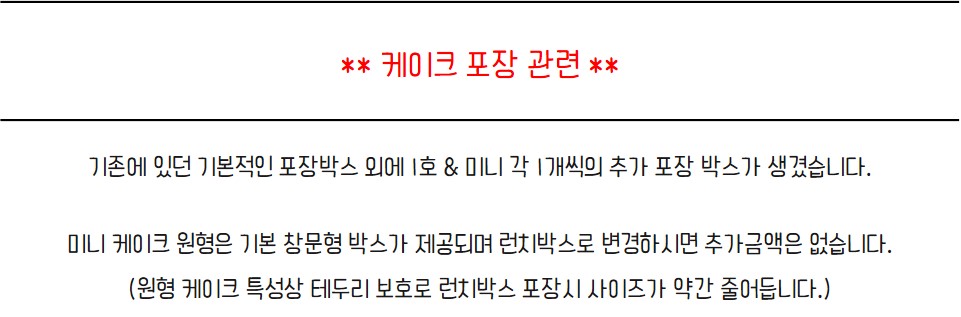 ** 케이크 포장 관련 **
기존에 있던 기본적인 포장박스 외에 1호 & 미니 각 1개씩의 추가 포장 박스가 생겼습니다.
미니 케이크 원형은 기본 창문형 박스가 제공되며 런치박스로 변경하시면 추가금액은 없습니다.
(원형 케이크 특성상 테두리 보호로 런치박스 포장시 사이즈가 약간 줄어듭니다.)